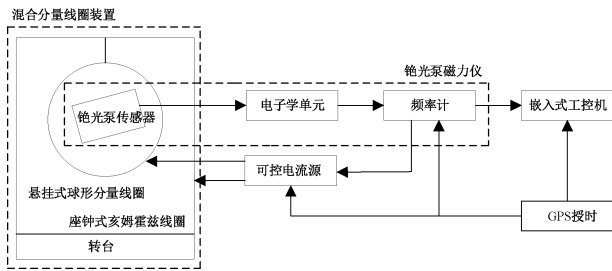 混合分量线圈装置
铯光泵磁力仪
铯光泵传感器
电子学单元
频率计
嵌入式工控机
可控电流源
悬挂式球形分量线圈
座钟式亥姆霍兹线圈
转台
GPS授时